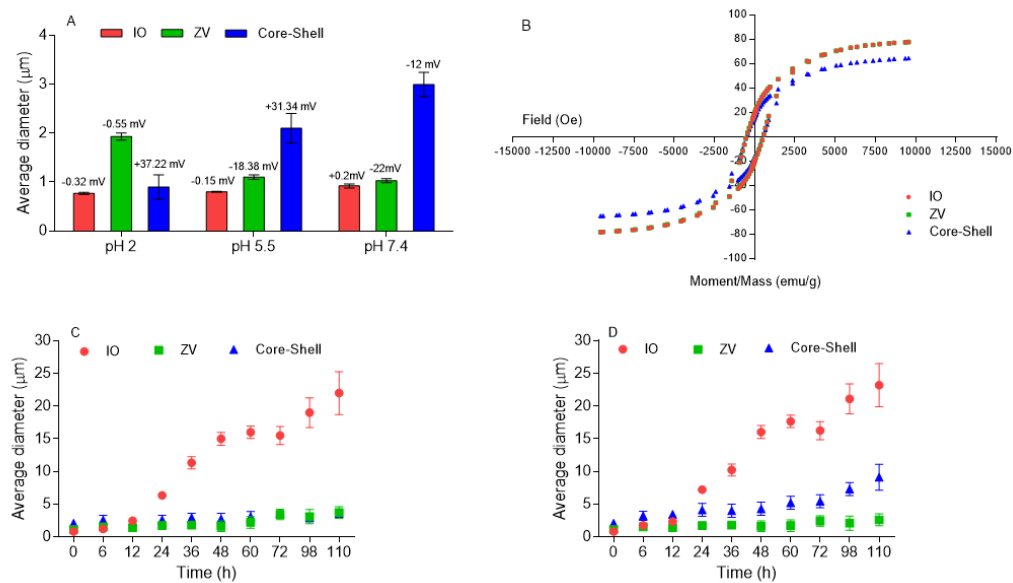 A
IO ZV Core-Shell
Average diameter (μm)
4
3
2
1
0
-0.32 mV
-0.55 mV
+37.22 mV
-0.15 mV
-18.38 mV
+31.34 mV
+0.2mV
-22mV
-12 mV
pH 2 pH 5.5 pH 7.4
B
100
80
60
40
20
-20
-40
-60
-80
-100
Field (Oe)
-15000 -12500 -10000 -7500 -5000 -2500 2500 5000 7500 10000 12500 15000
IO
ZV
Core-Shell
Moment/Mass (emu/g)
C
IO ZV Core-Shell
Average diameter (μm)
30
25
20
15
10
5
0
0 6 12 24 36 48 60 72 98 110
Time (h)
D
IO ZV Core-Shell
Average diameter (μm)
30
25
20
15
10
5
0
0 6 12 24 36 48 60 72 98 110
Time (h)